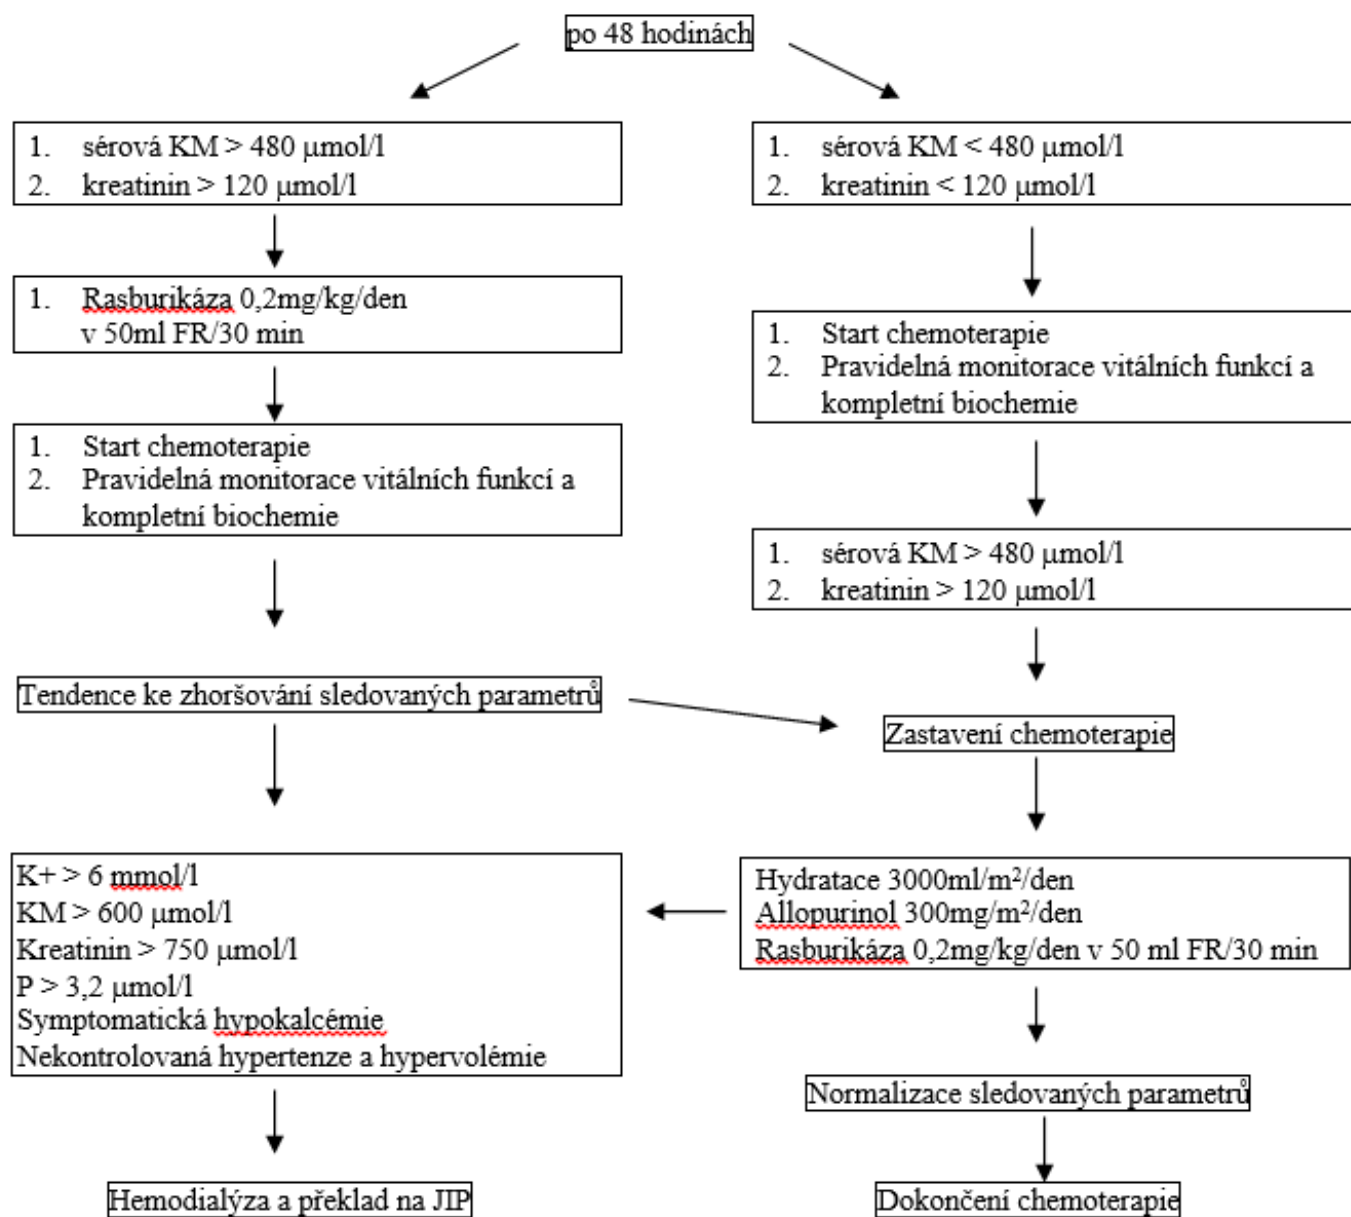 po 48 hodinách
1. sérová KM > 480 μmol/l
2. kreatinin > 120 μmol/l
1. sérová KM < 480 μmol/l
2. kreatinin < 120 μmol/l
1. Rasburikáza 0,2mg/kg/den
v 50ml FR/30 min
1. Start chemoterapie
2. Pravidelná monitorace vitálních funkcí a
kompletní biochemie
1. Start chemoterapie
2. Pravidelná monitorace vitálních funkcí a
kompletní biochemie
1. sérová KM > 480 μmol/l
2. kreatinin > 120 μmol/l
Tendence ke zhoršování sledovaných parametrů
Zastavení chemoterapie
K+ > 6 mmol/l
KM > 600 μmol/l
Kreatinin > 750 μmol/l
P > 3,2 μmol/l
Symptomatická hypokalcémie
Nekontrolovaná hypertenze a hypervolémie
Hydratace 3000ml/m²/den
Allopurinol 300mg/m²/den
Rasburikáza 0,2mg/kg/den v 50 ml FR/30 min
Normalizace sledovaných parametrů
Hemodialýza a překlad na JIP
Dokončení chemoterapie